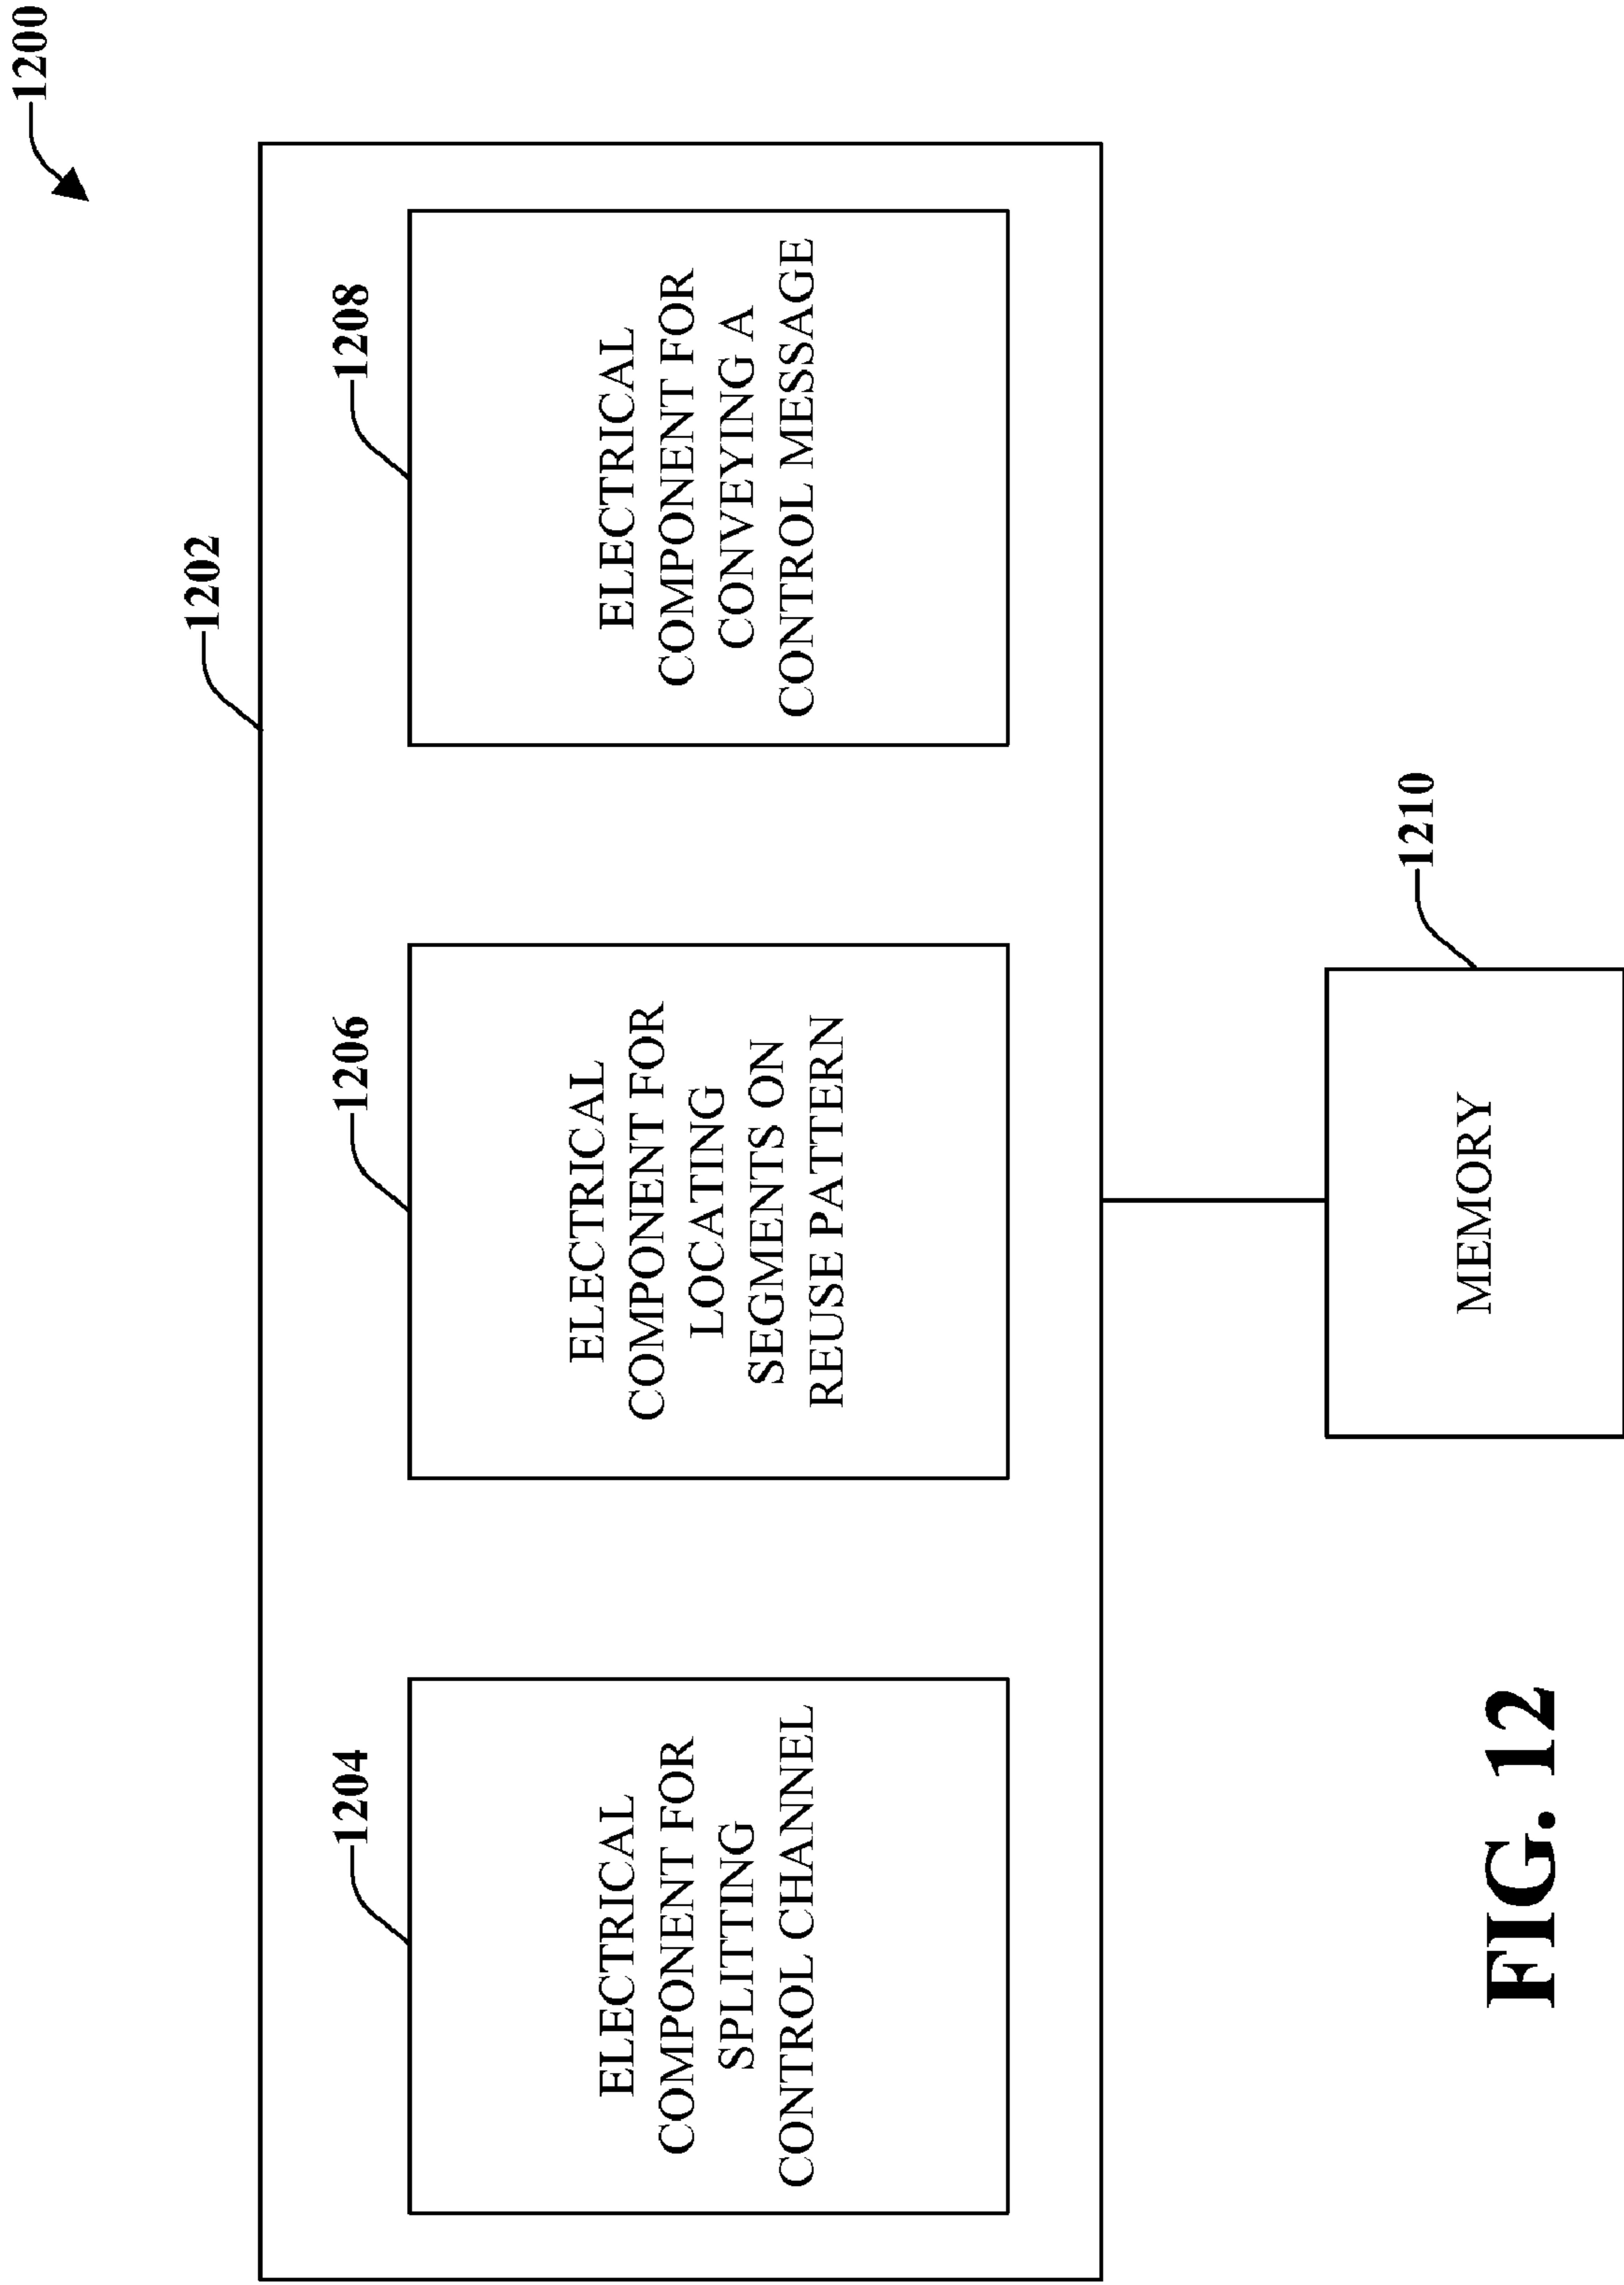 1200
1202
1204
ELECTRICAL
COMPONENT FOR
SPLITTING
CONTROL CHANNEL
1206
ELECTRICAL
COMPONENT FOR
LOCATING
SEGMENTS ON
REUSE PATTERN
1208
ELECTRICAL
COMPONENT FOR
CONVEYING A
CONTROL MESSAGE
1210
MEMORY
FIG. 12